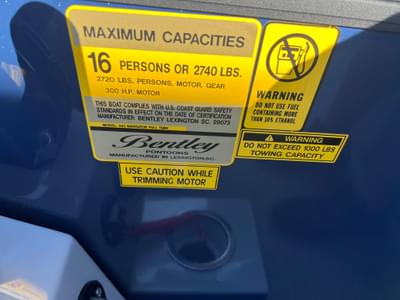 MAXIMUM CAPACITIES
16 PERSONS OR 2740 LBS.
2720 LBS. PERSONS, MOTOR, GEAR
300 H.P. MOTOR
THIS BOAT COMPLIES WITH U.S. COAST GUARD SAFETY
STANDARDS IN EFFECT ON THE DATE OF CERTIFICATION
MANUFACTURER: BENTLEY LEXINGTON SC. 29073
NAVIGATOR
Bentley
PONTOONS
MANUFACTURED IN LEXINGTON, SC.
USE CAUTION WHILE
TRIMMING MOTOR
WARNING
DO NOT USE FUEL
CONTAINING MORE
THAN 10% ETHANOL
WARNING
DO NOT EXCEED 1000 LBS
TOWING CAPACITY